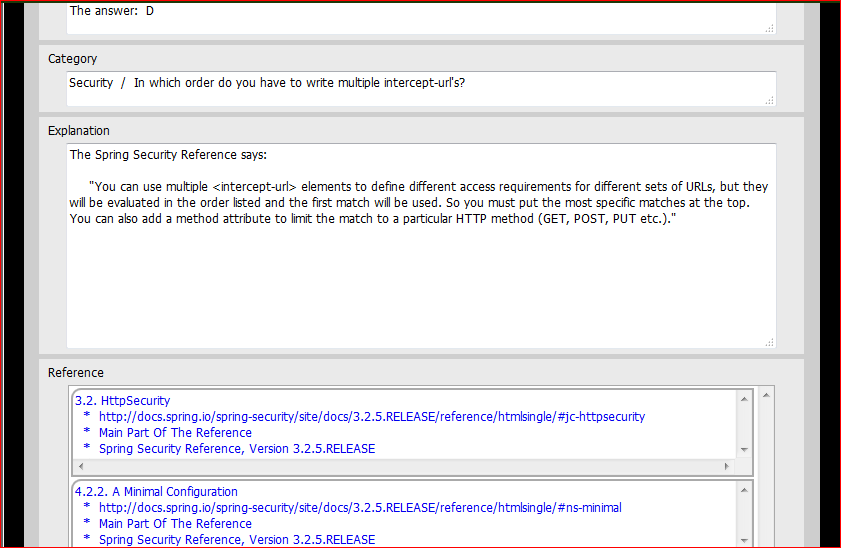 The answer:  D
Category
Security  /  In which order do you have to write multiple intercept-url's?
Explanation
The Spring Security Reference says:
"You can use multiple <intercept-url> elements to define different access requirements for different sets of URLs, but they
will be evaluated in the order listed and the first match will be used. So you must put the most specific matches at the top.
You can also add a method attribute to limit the match to a particular HTTP method (GET, POST, PUT etc.)."
Reference
3.2. HttpSecurity
* http://docs.spring.io/spring-security/site/docs/3.2.5.RELEASE/reference/htmlsingle/#jc-httpsecurity
* Main Part Of The Reference
* Spring Security Reference, Version 3.2.5.RELEASE
4.2.2. A Minimal Configuration
* http://docs.spring.io/spring-security/site/docs/3.2.5.RELEASE/reference/htmlsingle/#ns-minimal
* Main Part Of The Reference
* Spring Security Reference, Version 3.2.5.RELEASE